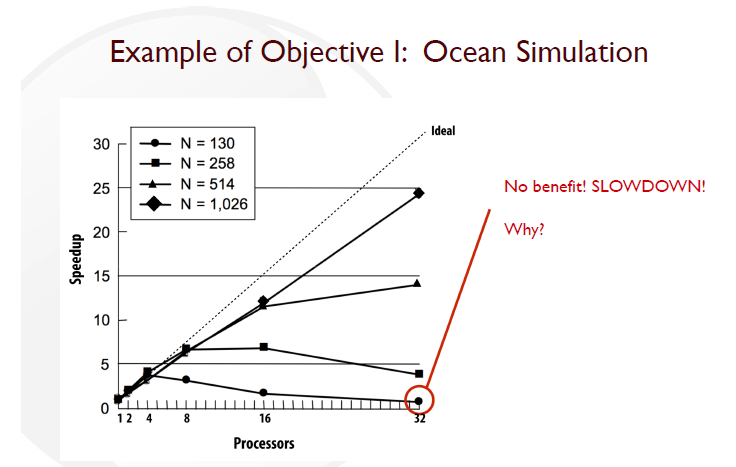 Example of Objective I: Ocean Simulation
Ideal
30
25
20
15
10
5
0
Speedup
N = 130
N = 258
N = 514
N = 1,026
No benefit! SLOWDOWN!
Why?
1 2 4 8 16 32
Processors